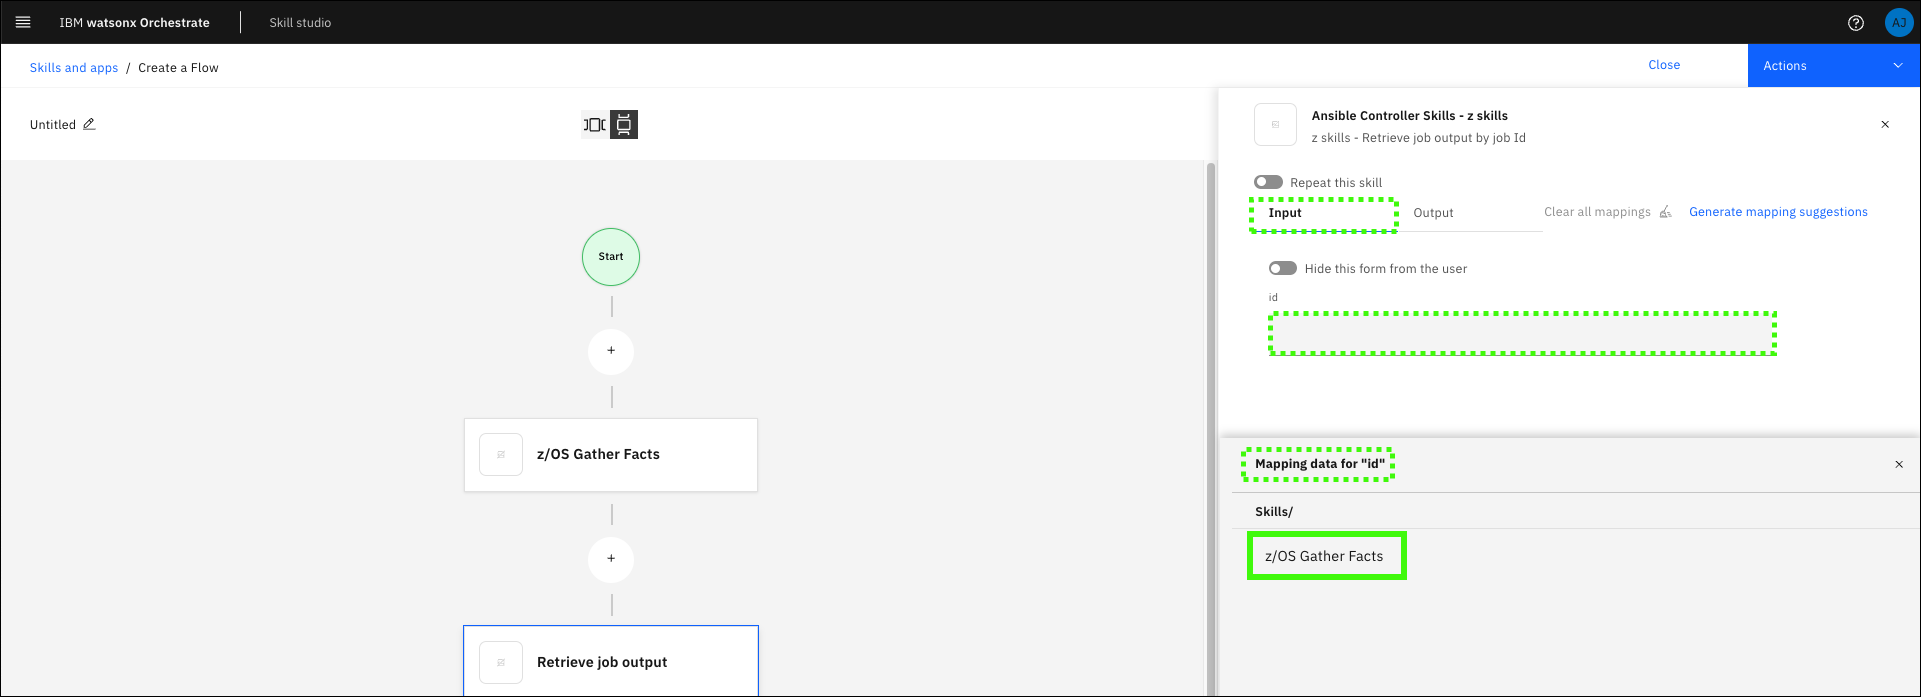 IBM watsonx Orchestrate
Skill studio
AJ
Skills and apps / Create a Flow
Close
Actions
Untitled
Ansible Controller Skills - z skills
z skills - Retrieve job output by job Id
Repeat this skill
Input
Output
Clear all mappings
Generate mapping suggestions
Start
Hide this form from the user
id
+
z/OS Gather Facts
Mapping data for "id"
Skills/
z/OS Gather Facts
+
Retrieve job output